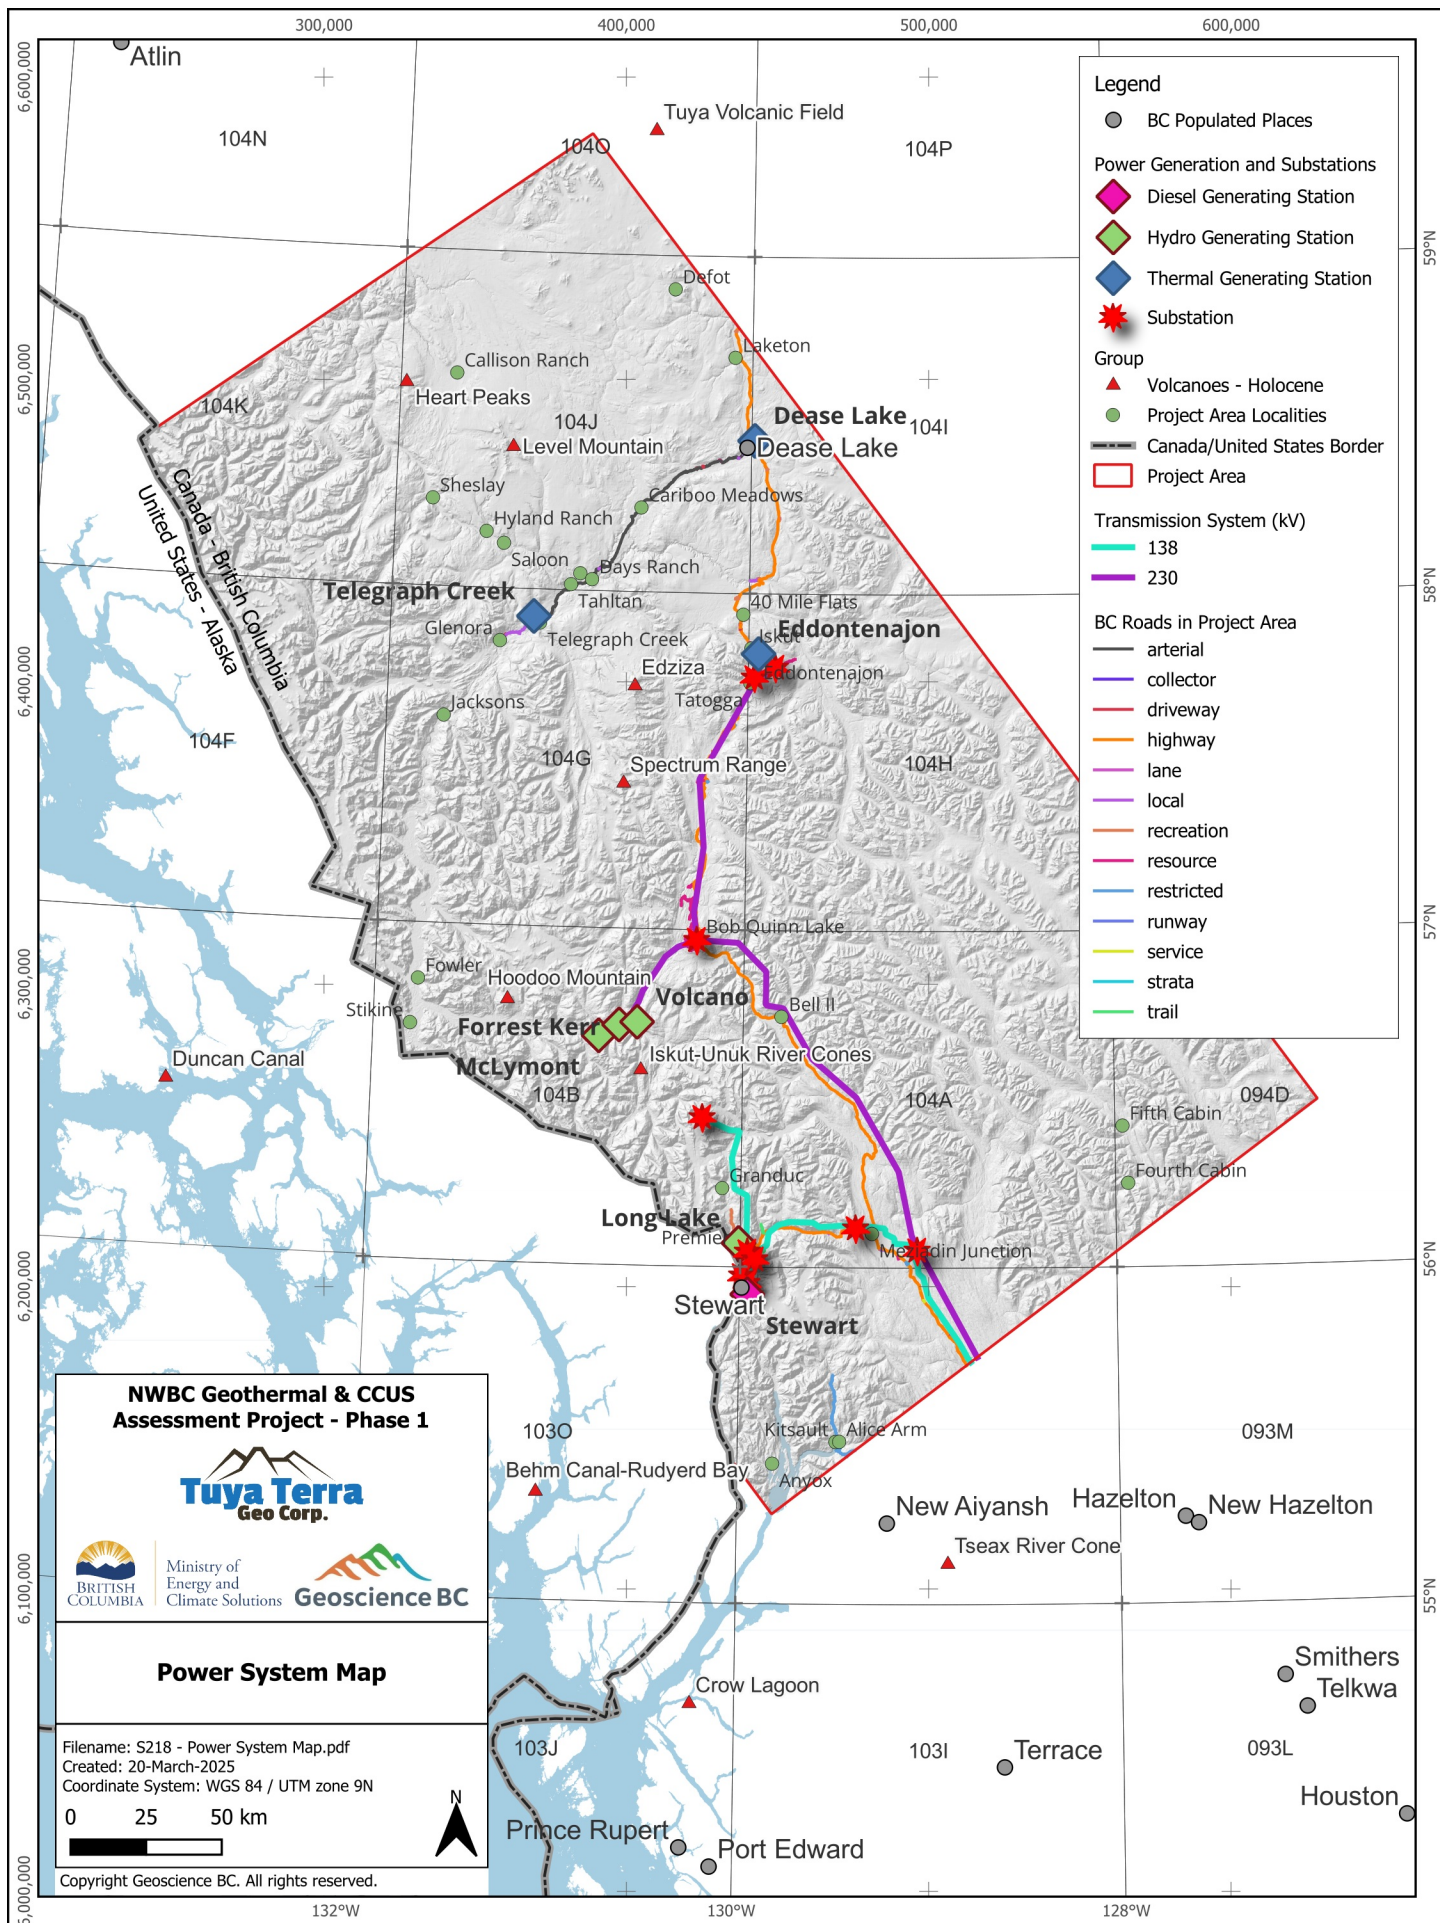 300,000
400,000
500,000
600,000
6,600,000
6,500,000
6,400,000
6,300,000
6,200,000
6,100,000
6,000,000
59°N
58°N
57°N
56°N
55°N
132°W
130°W
128°W
Atlin
104N
Tuya Volcanic Field
104O
104P
Defot
Laketon
Callison Ranch
Heart Peaks
104K
104J
Dease Lake
Dease Lake
104I
Level Mountain
Sheslay
Cariboo Meadows
Hyland Ranch
Saloon
Days Ranch
Tahltan
Telegraph Creek
Glenora
Telegraph Creek
40 Mile Flats
Iskut
Eddontenajon
Eddontenajon
Edziza
Tatogga
Jacksons
Canada - British Columbia
United States - Alaska
104F
104G
Spectrum Range
104H
Bob Quinn Lake
Fowler
Hoodoo Mountain
Stikine
Volcano
Bell II
Forrest Kerr
McLymont
Iskut-Unuk River Cones
Duncan Canal
104B
104A
094D
Fifth Cabin
Fourth Cabin
Granduc
Long Lake
Premie
Meziadin Junction
Stewart
Stewart
103O
Kitsault
Alice Arm
Anyox
093M
Behm Canal-Rudyerd Bay
New Aiyansh
Hazelton
New Hazelton
Tseax River Cone
Crow Lagoon
Smithers
Telkwa
103J
103I
Terrace
093L
Houston
Prince Rupert
Port Edward
Legend
BC Populated Places
Power Generation and Substations
Diesel Generating Station
Hydro Generating Station
Thermal Generating Station
Substation
Group
Volcanoes - Holocene
Project Area Localities
Canada/United States Border
Project Area
Transmission System (kV)
138
230
BC Roads in Project Area
arterial
collector
driveway
highway
lane
local
recreation
resource
restricted
runway
service
strata
trail
NWBC Geothermal & CCUS
Assessment Project - Phase 1
Tuya Terra
Geo Corp.
BRITISH
COLUMBIA
Ministry of
Energy and
Climate Solutions
Geoscience BC
Power System Map
Filename: S218 - Power System Map.pdf
Created: 20-March-2025
Coordinate System: WGS 84 / UTM zone 9N
0 25 50 km
N
Copyright Geoscience BC. All rights reserved.